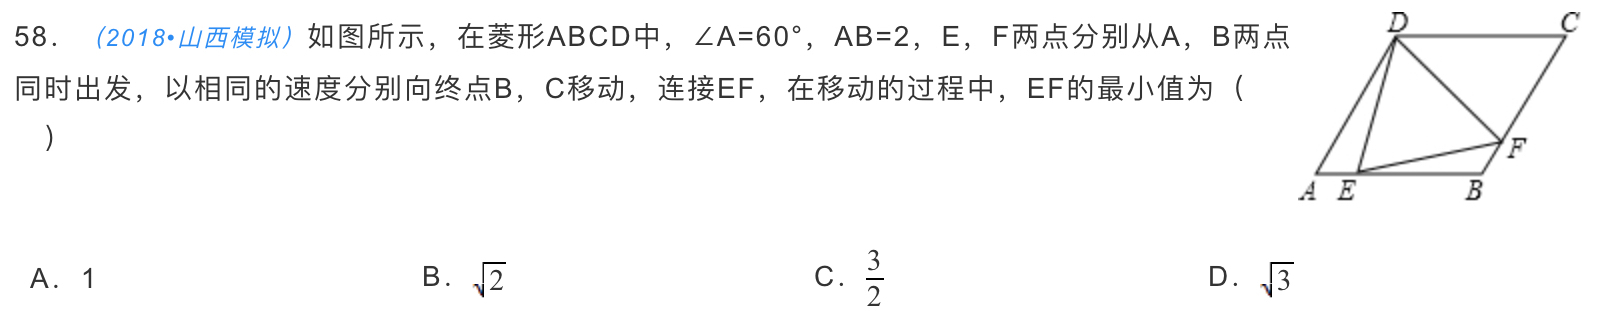 58. （2018•山西模拟）如图所示，在菱形ABCD中，∠A=60°，AB=2，E，F两点分别从A，B两点
同时出发，以相同的速度分别向终点B，C移动，连接EF，在移动的过程中，EF的最小值为（
）
D C
F
A E B
A. 1 B. √2 C. 3/2 D. √3